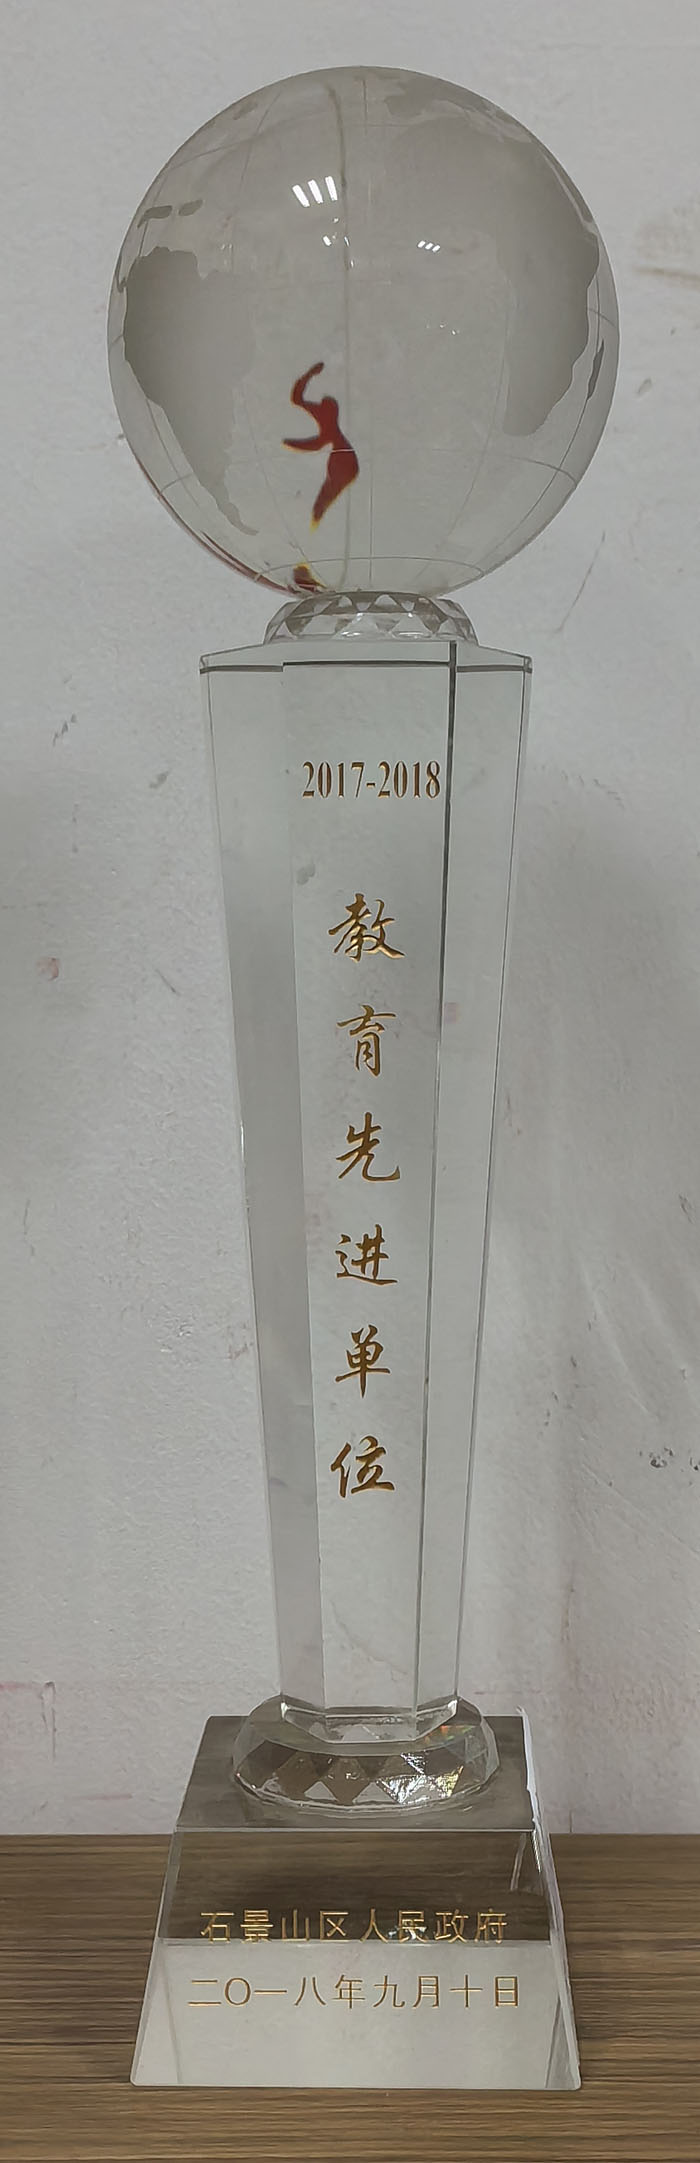 2017-2018
教育先进单位
石景山区人民政府
二〇一八年九月十日